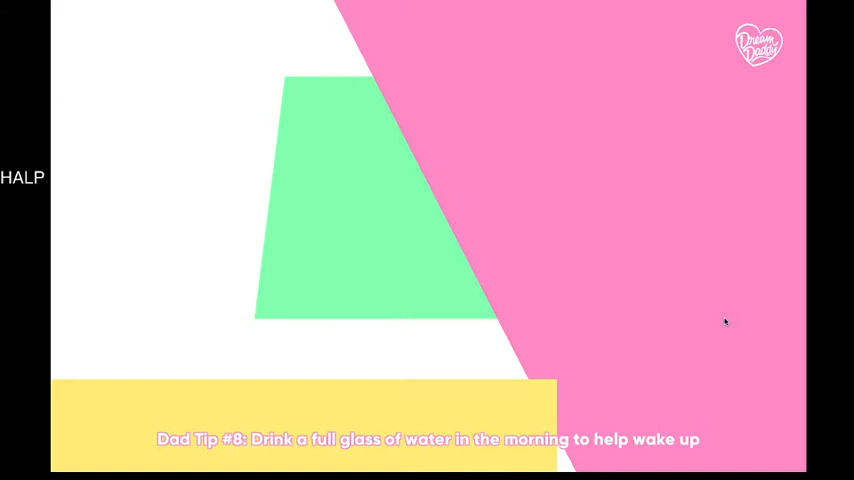 Dream
Daddy
HALP
Dad Tip #8: Drink a full glass of water in the morning to help wake up